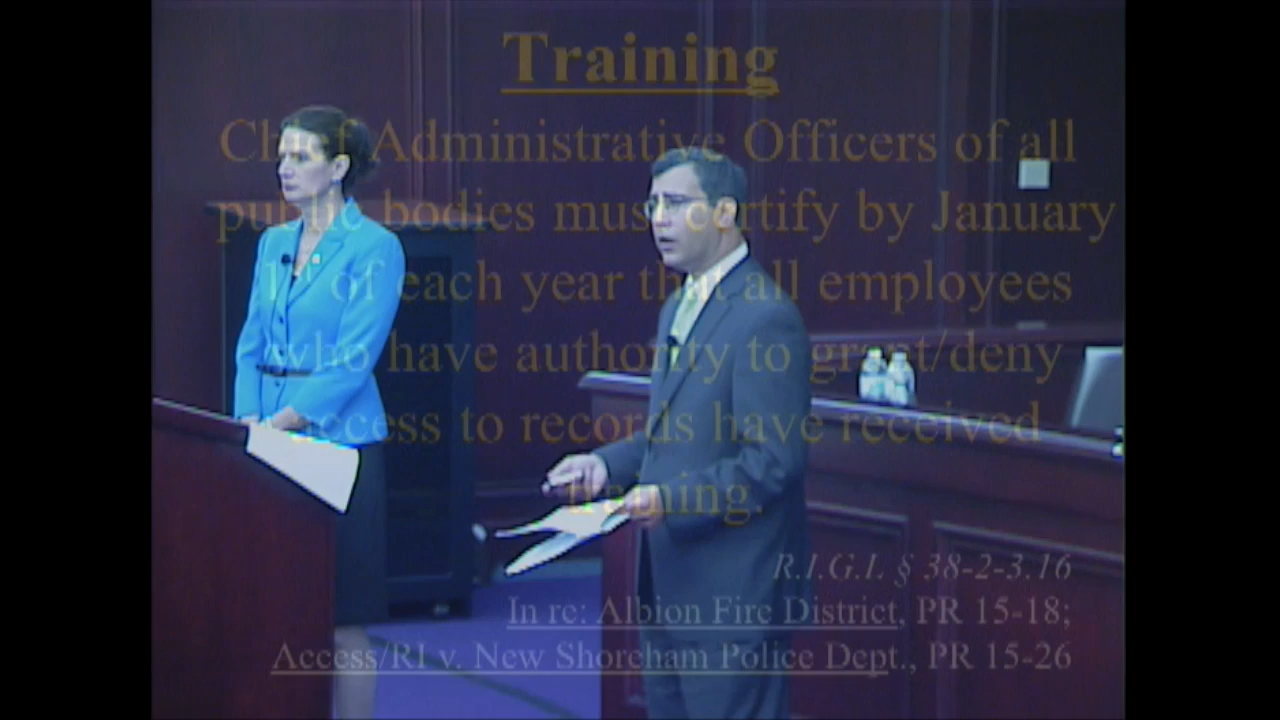 Training
Chief Administrative Officers of all
public bodies must certify by January
1st of each year that all employees
who have authority to grant/deny
access to records have received
training.
R.I.G.L § 38-2-3.16
In re: Albion Fire District, PR 15-18;
Access/RI v. New Shoreham Police Dept., PR 15-26